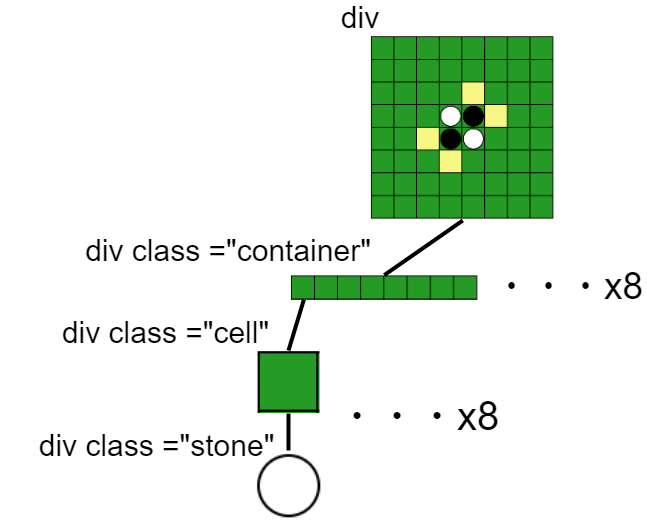 div
div class ="container"
· · · x8
div class ="cell"
· · · x8
div class ="stone"